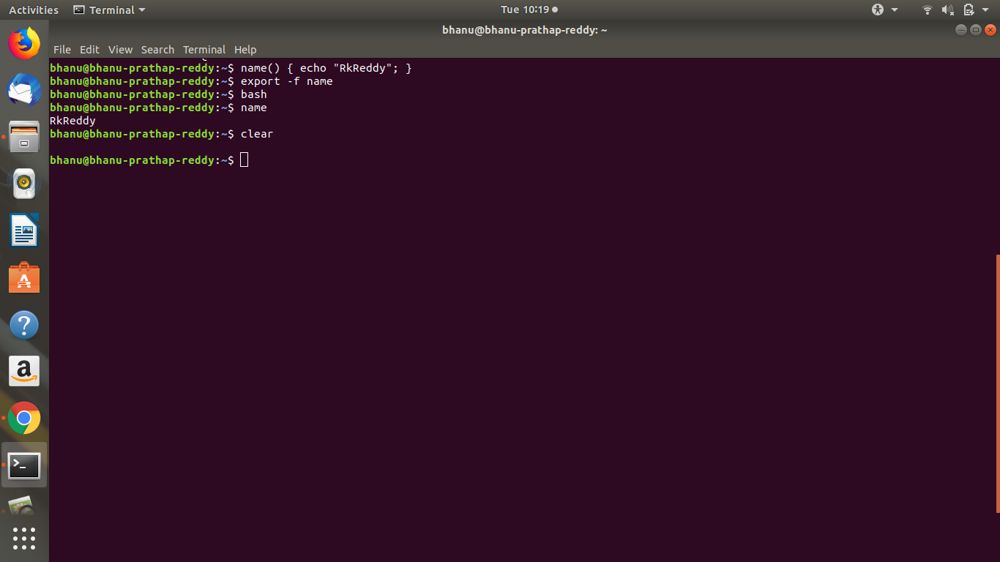 Activities Terminal Tue 10:19
bhanu@bhanu-prathap-reddy: ~
File Edit View Search Terminal Help
bhanu@bhanu-prathap-reddy:~$ name() { echo "RkReddy"; }
bhanu@bhanu-prathap-reddy:~$ export -f name
bhanu@bhanu-prathap-reddy:~$ bash
bhanu@bhanu-prathap-reddy:~$ name
RkReddy
bhanu@bhanu-prathap-reddy:~$ clear
bhanu@bhanu-prathap-reddy:~$